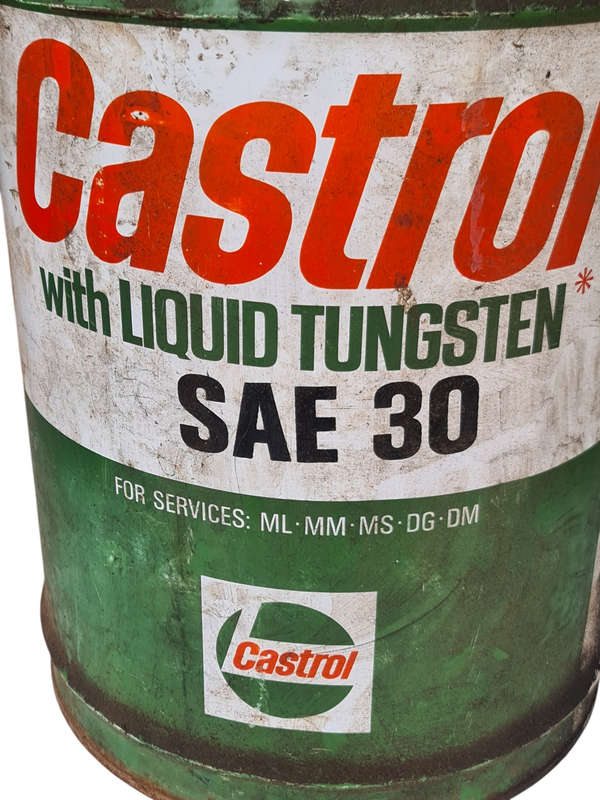 Castrol
with LIQUID TUNGSTEN*
SAE 30
FOR SERVICES: ML·MM·MS·DG·DM
Castrol